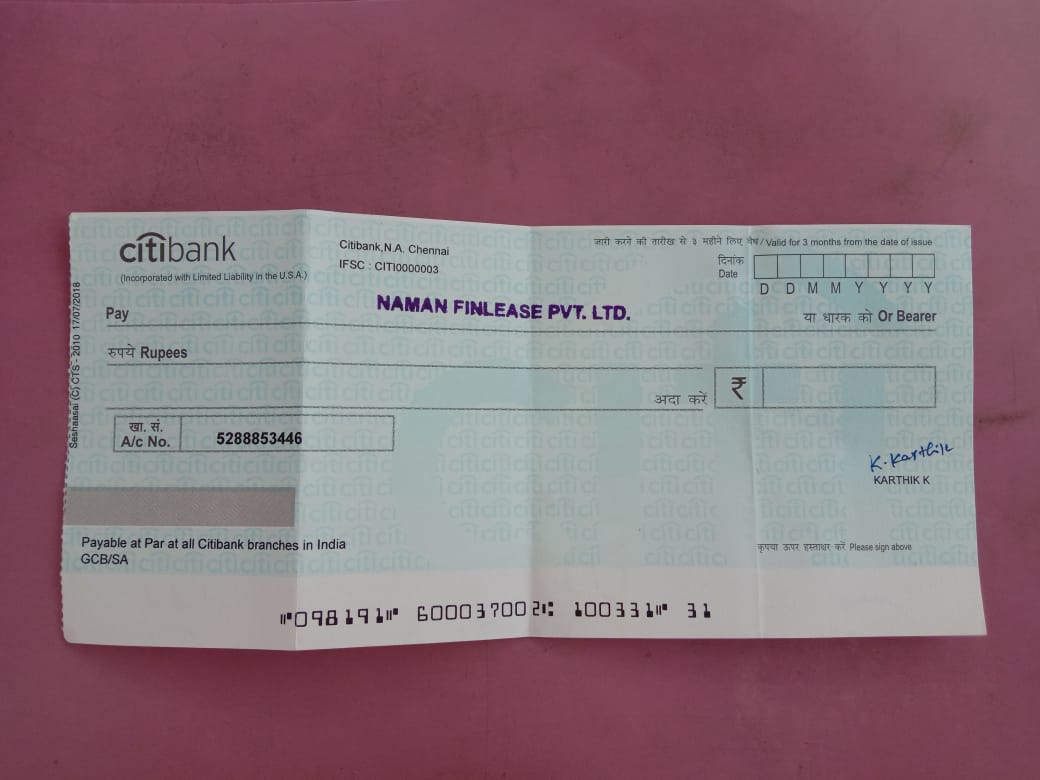 citibank
(Incorporated with Limited Liability in the U.S.A.)
Citibank,N.A. Chennai
IFSC : CITI0000003
जारी करने की तारीख से ३ महीने लिए वैध / Valid for 3 months from the date of issue
दिनांक
Date
D D M M Y Y Y Y
Pay NAMAN FINLEASE PVT. LTD. या धारक को Or Bearer
रुपये Rupees
अदा करें ₹
खा. सं.
A/c No. 5288853446
K. Karthik
KARTHIK K
Payable at Par at all Citibank branches in India
GCB/SA
कृपया ऊपर हस्ताक्षर करें Please sign above
⑈098191⑈ 600037002⑆ 100331⑈ 31
Seshaasai (C) CTS - 2010 17/07/2018